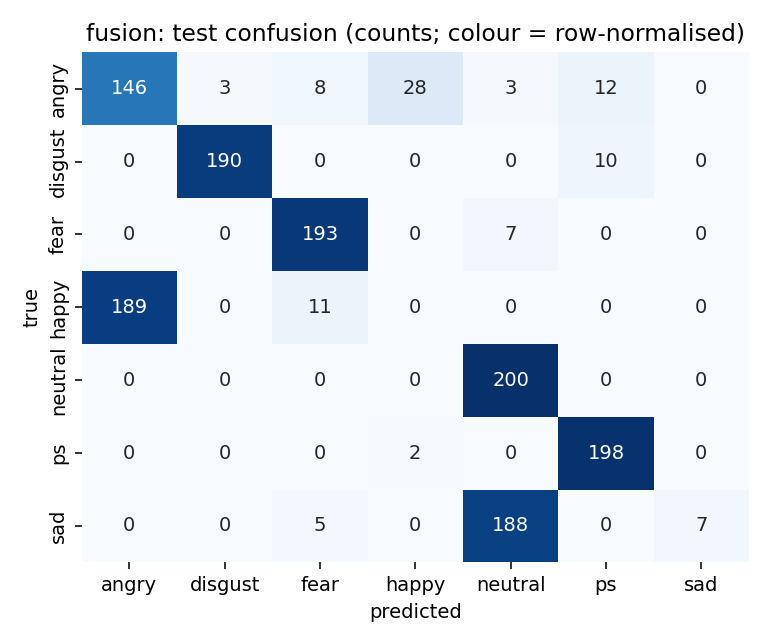 fusion: test confusion (counts; colour = row-normalised)
true
angry 146 3 8 28 3 12 0
disgust 0 190 0 0 0 10 0
fear 0 0 193 0 7 0 0
happy 189 0 11 0 0 0 0
neutral 0 0 0 0 200 0 0
ps 0 0 0 2 0 198 0
sad 0 0 5 0 188 0 7
angry disgust fear happy neutral ps sad
predicted